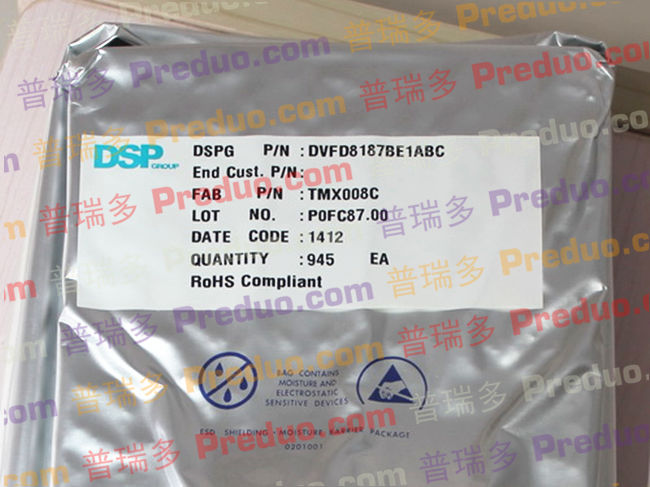 普瑞多 Preduo.com
DSP GROUP
DSPG P/N : DVFD8187BE1ABC
End Cust. P/N:
FAB P/N : TMX008C
LOT NO. : P0FC87.00
DATE CODE : 1412
QUANTITY : 945 EA
RoHS Compliant
BAG CONTAINS
MOISTURE AND
ELECTROSTATIC
SENSITIVE DEVICES
ESD SHIELDING - MOISTURE BARRIER PACKAGE
0201001